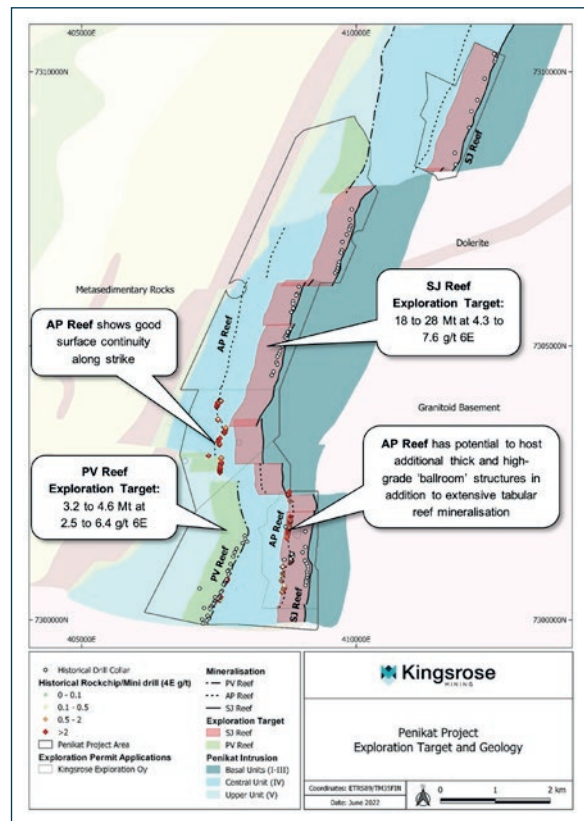 405000E
410000E
7310000N
7310000N
SJ Reef
Dolerite
Metasedimentary Rocks
SJ Reef
Exploration Target:
18 to 28 Mt at 4.3 to
7.6 g/t 6E
AP Reef shows good
surface continuity
along strike
AP Reef
7305000N
Granitoid Basement
AP Reef has potential to host
additional thick and high-
grade 'ballroom' structures in
addition to extensive tabular
reef mineralisation
PV Reef
Exploration Target:
3.2 to 4.6 Mt at
2.5 to 6.4 g/t 6E
PV Reef
AP Reef
SJ Reef
7300000N
7300000N
405000E
410000E
Historical Drill Collar
Historical Rockchip/Mini drill (4E g/t)
0 - 0.1
0.1 - 0.5
0.5 - 2
>2
Penikat Project Area
Exploration Permit Applications
Kingsrose Exploration Oy
Mineralisation
PV Reef
AP Reef
SJ Reef
Exploration Target
SJ Reef
PV Reef
Penikat Intrusion
Basal Units (I-III)
Central Unit (IV)
Upper Unit (V)
Kingsrose
MINING
Penikat Project
Exploration Target and Geology
Coordinates: ETRS89/TM35FIN
Date: June 2022
0 1 2 km